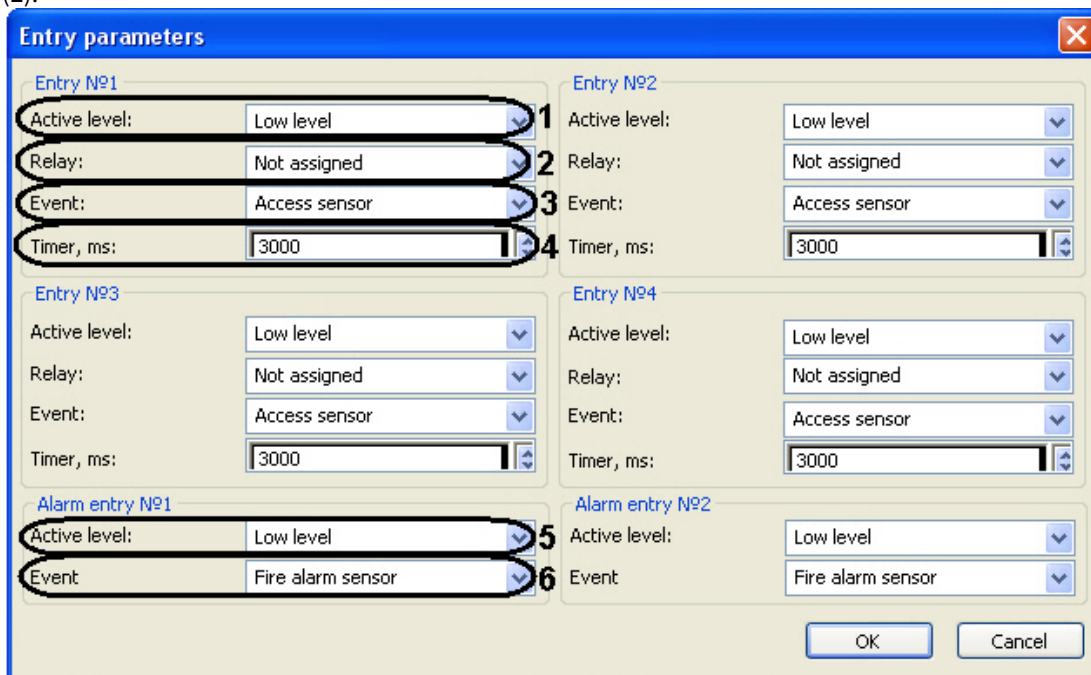 (2).
Entry parameters
Entry №1
Active level: Low level 1
Relay: Not assigned 2
Event: Access sensor 3
Timer, ms: 3000 4
Entry №2
Active level: Low level
Relay: Not assigned
Event: Access sensor
Timer, ms: 3000
Entry №3
Active level: Low level
Relay: Not assigned
Event: Access sensor
Timer, ms: 3000
Entry №4
Active level: Low level
Relay: Not assigned
Event: Access sensor
Timer, ms: 3000
Alarm entry №1
Active level: Low level 5
Event Fire alarm sensor 6
Alarm entry №2
Active level: Low level
Event Fire alarm sensor
OK Cancel